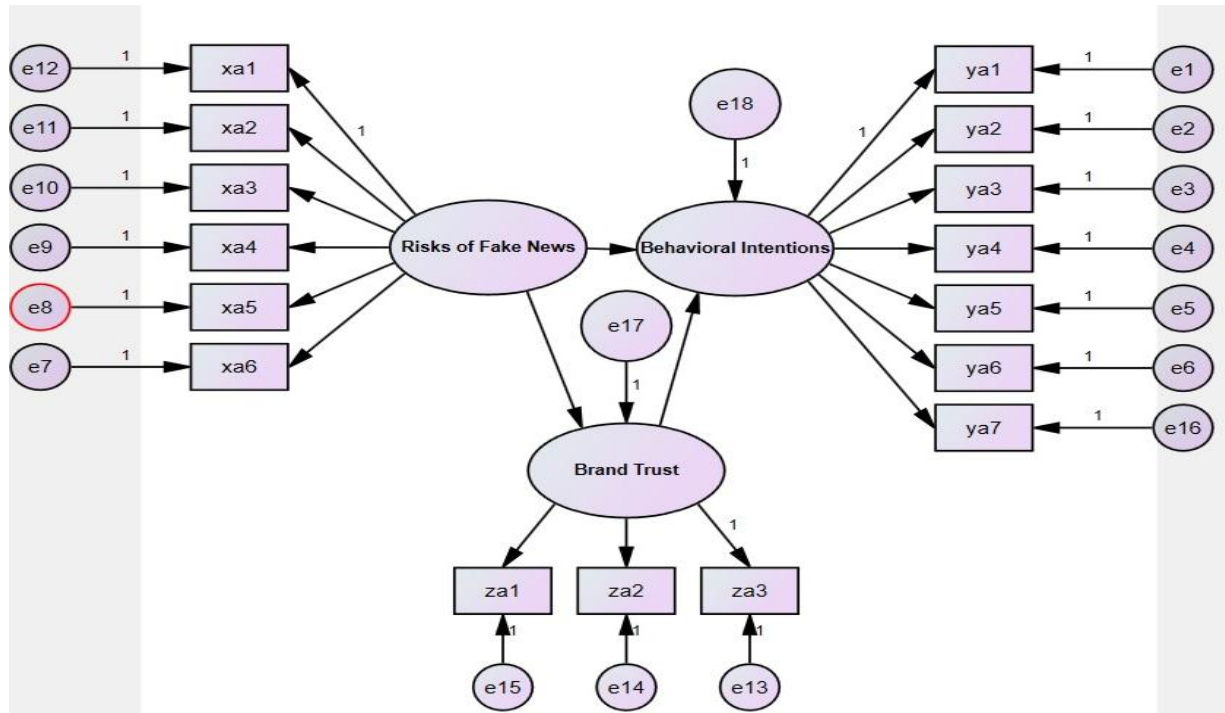 e12 1 xa1 ya1 1 e1
e11 1 xa2 1 e18 1 ya2 1 e2
e10 1 xa3 1 ya3 1 e3
e9 1 xa4 Risks of Fake News Behavioral Intentions ya4 1 e4
e8 1 xa5 ya5 1 e5
e17
e7 1 xa6 ya6 1 e6
1
ya7 1 e16
Brand Trust
1
za1 za2 za3
1 1 1
e15 e14 e13